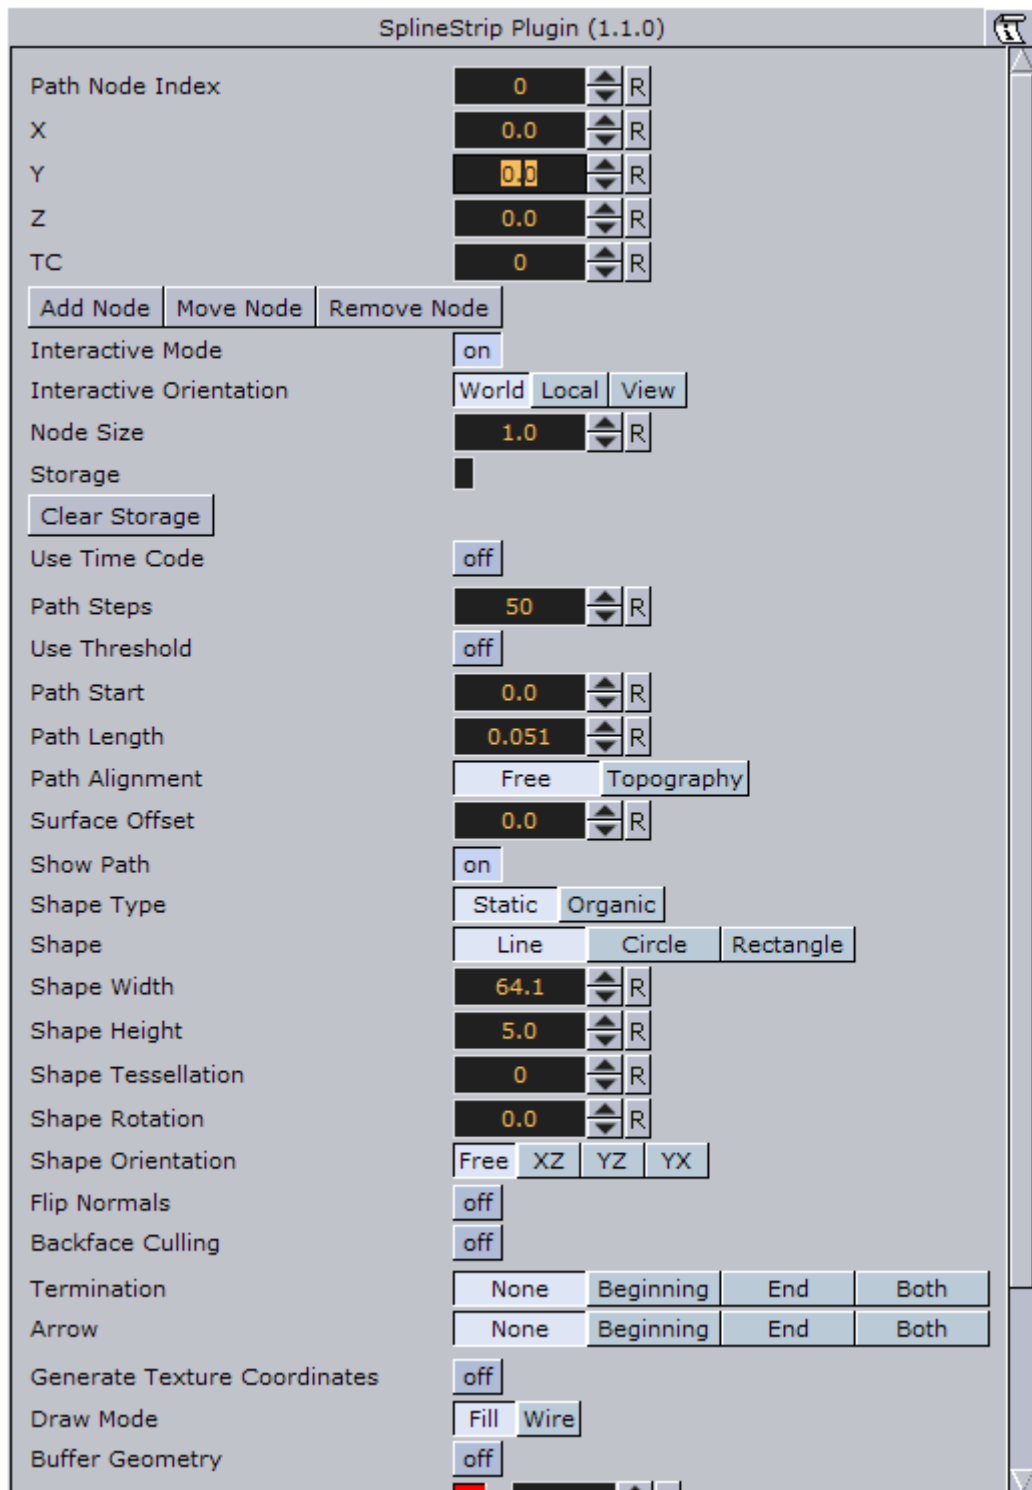 SplineStrip Plugin (1.1.0)
Path Node Index 0 R
X 0.0 R
Y 0.0 R
Z 0.0 R
TC 0 R
Add Node Move Node Remove Node
Interactive Mode on
Interactive Orientation World Local View
Node Size 1.0 R
Storage
Clear Storage
Use Time Code off
Path Steps 50 R
Use Threshold off
Path Start 0.0 R
Path Length 0.051 R
Path Alignment Free Topography
Surface Offset 0.0 R
Show Path on
Shape Type Static Organic
Shape Line Circle Rectangle
Shape Width 64.1 R
Shape Height 5.0 R
Shape Tessellation 0 R
Shape Rotation 0.0 R
Shape Orientation Free XZ YZ YX
Flip Normals off
Backface Culling off
Termination None Beginning End Both
Arrow None Beginning End Both
Generate Texture Coordinates off
Draw Mode Fill Wire
Buffer Geometry off